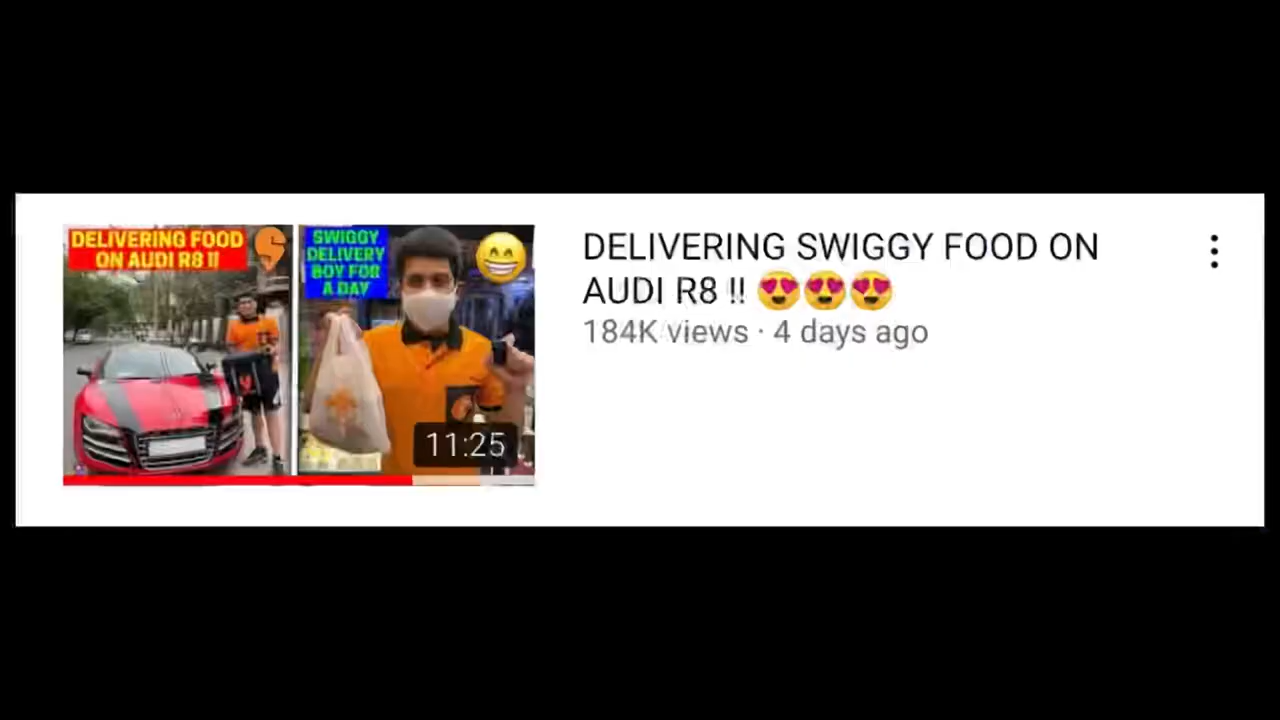 DELIVERING FOOD
ON AUDI R8 !!
SWIGGY
DELIVERY
BOY FOR
A DAY
11:25
DELIVERING SWIGGY FOOD ON
AUDI R8 !! 😍😍😍
184K views · 4 days ago